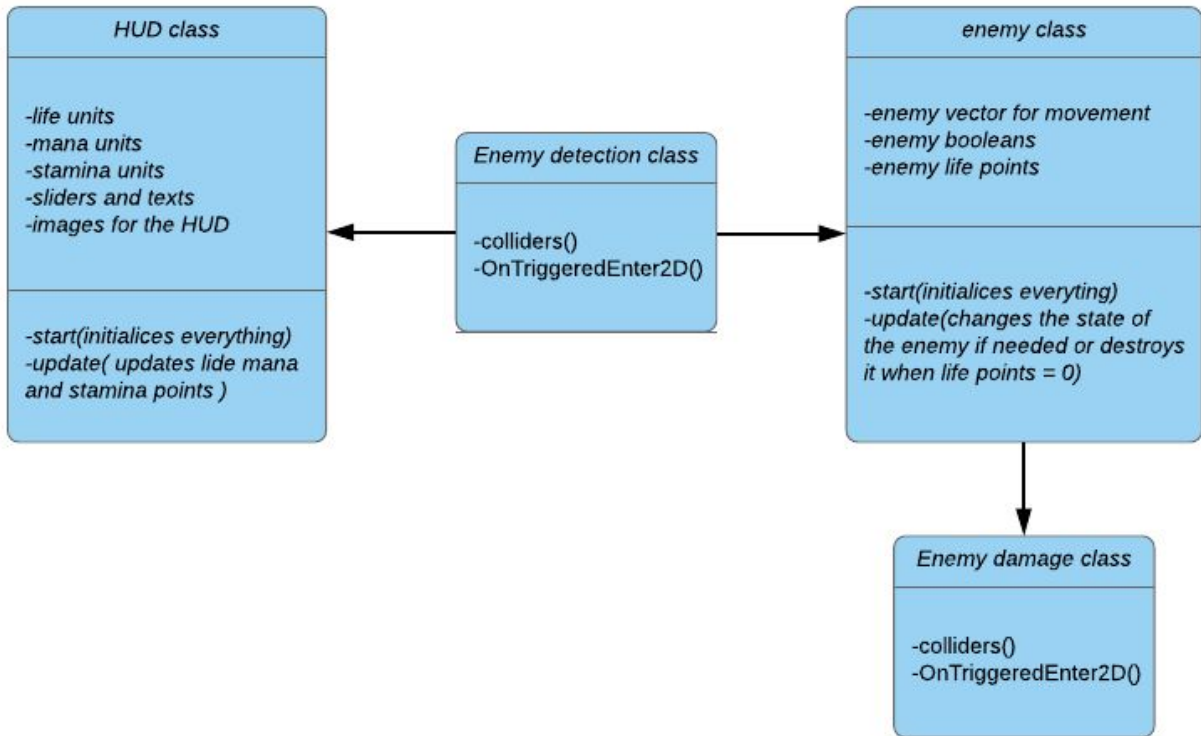 HUD class
-life units
-mana units
-stamina units
-sliders and texts
-images for the HUD
-start(initialices everything)
-update( updates lide mana
and stamina points )
Enemy detection class
-colliders()
-OnTriggeredEnter2D()
enemy class
-enemy vector for movement
-enemy booleans
-enemy life points
-start(initialices everyting)
-update(changes the state of
the enemy if needed or destroys
it when life points = 0)
Enemy damage class
-colliders()
-OnTriggeredEnter2D()